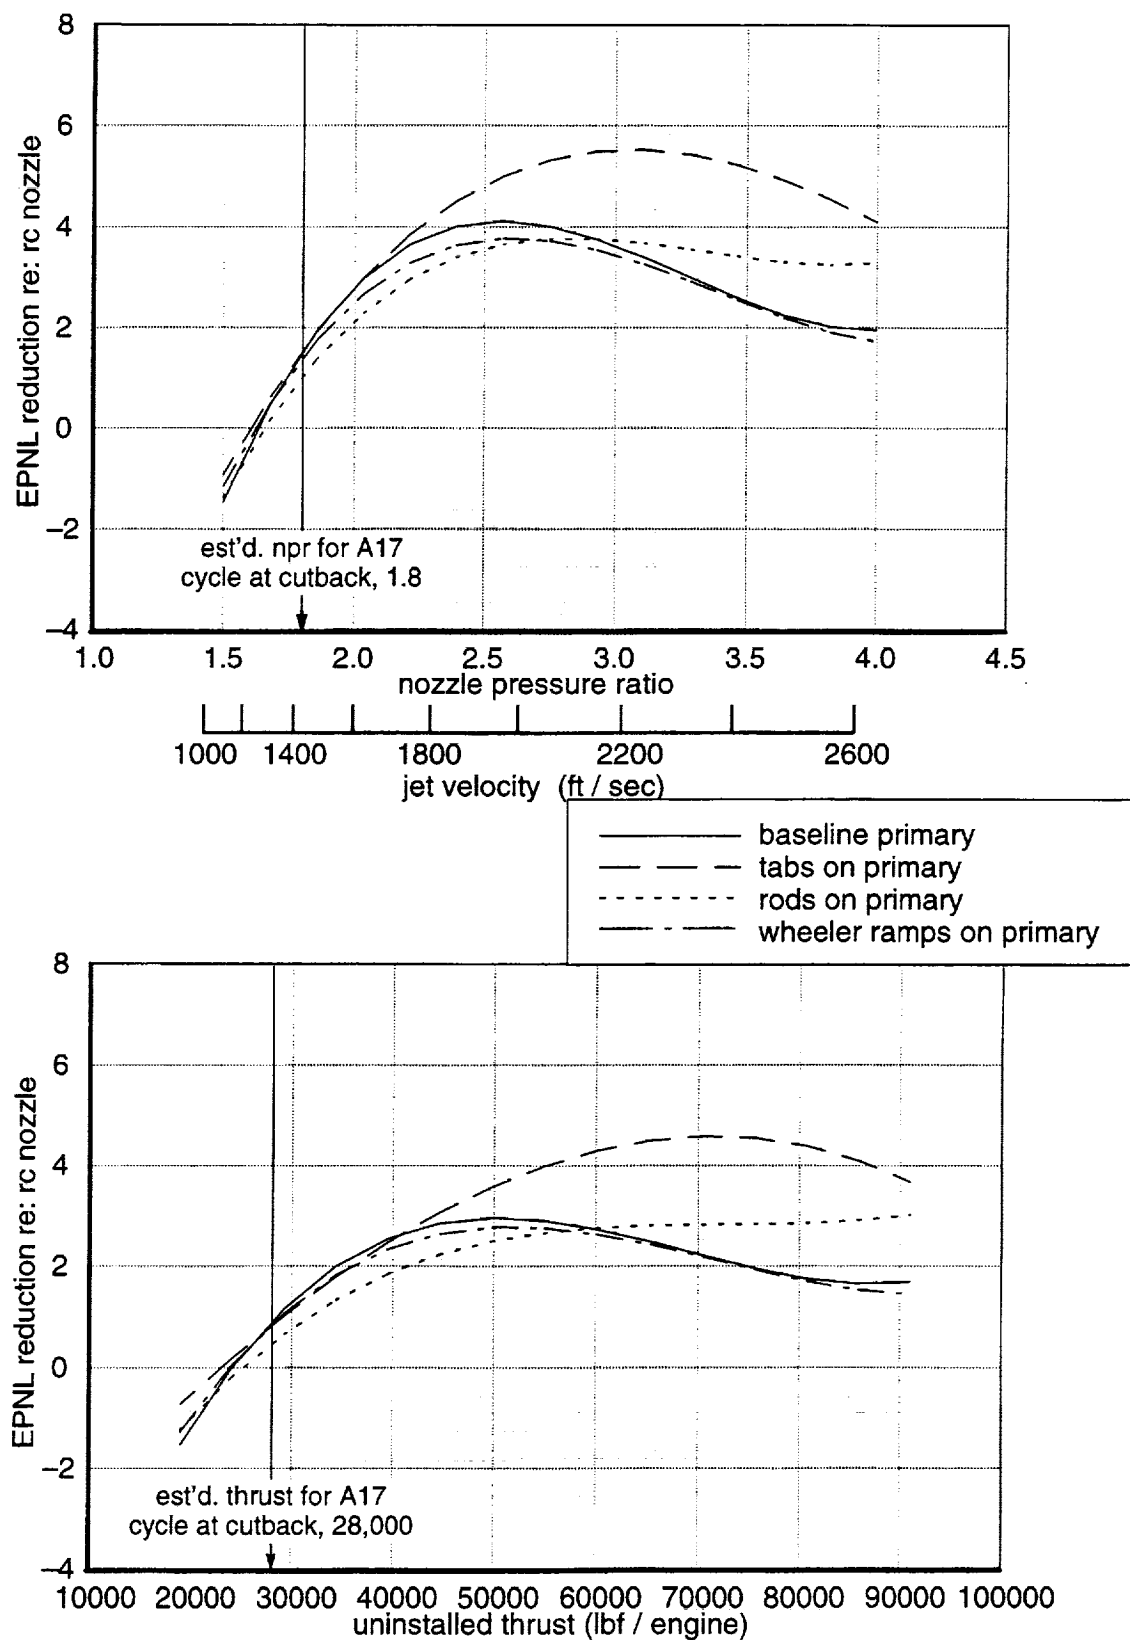 8
6
4
2
0
−2
−4
EPNL reduction re: rc nozzle
est'd. npr for A17
cycle at cutback, 1.8
1.0 1.5 2.0 2.5 3.0 3.5 4.0 4.5
nozzle pressure ratio
1000 1400 1800 2200 2600
jet velocity (ft / sec)
baseline primary
tabs on primary
rods on primary
wheeler ramps on primary
8
6
4
2
0
−2
−4
EPNL reduction re: rc nozzle
est'd. thrust for A17
cycle at cutback, 28,000
10000 20000 30000 40000 50000 60000 70000 80000 90000 100000
uninstalled thrust (lbf / engine)